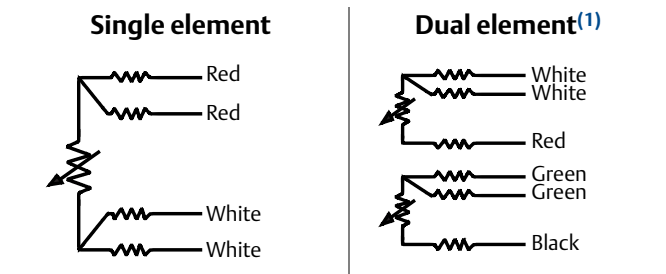 Single element
Red
Red
White
White
Dual element(1)
White
White
Red
Green
Green
Black